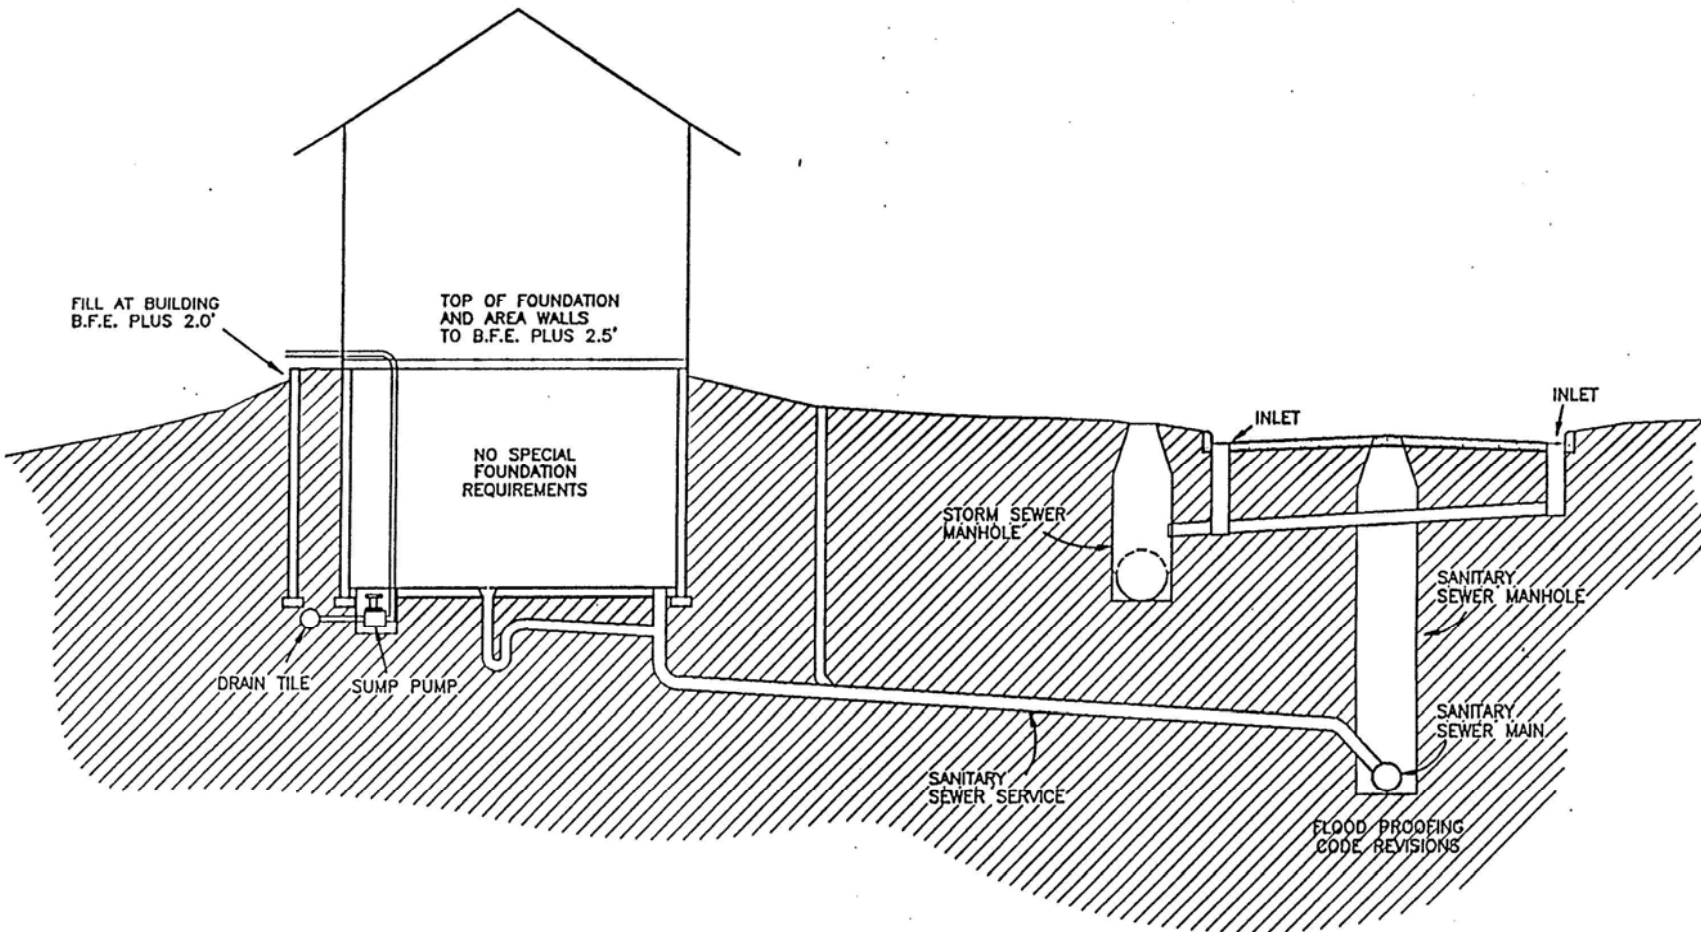 FILL AT BUILDING
B.F.E. PLUS 2.0'
TOP OF FOUNDATION
AND AREA WALLS
TO B.F.E. PLUS 2.5'
NO SPECIAL
FOUNDATION
REQUIREMENTS
INLET
INLET
STORM SEWER
MANHOLE
SANITARY
SEWER MANHOLE
DRAIN TILE
SUMP PUMP
SANITARY
SEWER MAIN
SANITARY
SEWER SERVICE
FLOOD PROOFING
CODE REVISIONS